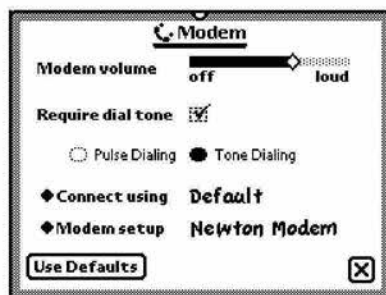 Modem
Modem volume
off loud
Require dial tone
Pulse Dialing Tone Dialing
Connect using Default
Modem setup Newton Modem
Use Defaults